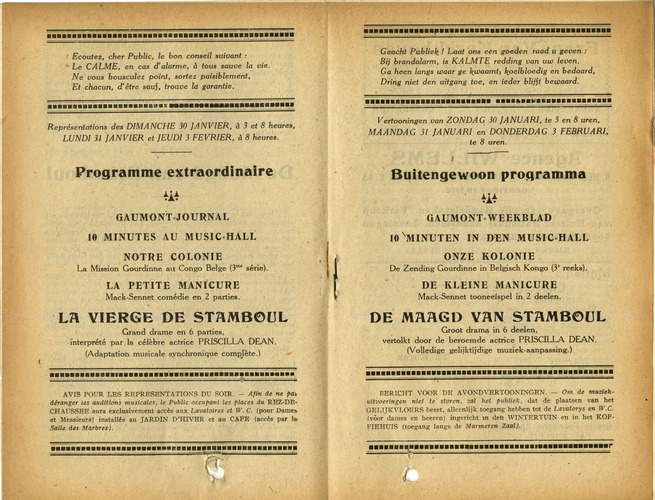 Ecoutez, cher Public, le bon conseil suivant :
Le CALME, en cas d'alarme, à tous sauve la vie.
Ne vous bousculez point, sortez paisiblement,
Et chacun, d'être sauf, trouve la garantie.
Représentations des DIMANCHE 30 JANVIER, à 3 et 8 heures,
LUNDI 31 JANVIER et JEUDI 3 FEVRIER, à 8 heures.
Programme extraordinaire
GAUMONT-JOURNAL
10 MINUTES AU MUSIC-HALL
NOTRE COLONIE
La Mission Gourdinne au Congo Belge (3me série).
LA PETITE MANICURE
Mack-Sennet comédie en 2 parties.
LA VIERGE DE STAMBOUL
Grand drame en 6 parties,
interprété par la célèbre actrice PRISCILLA DEAN.
(Adaptation musicale synchronique complète.)
AVIS POUR LES REPRESENTATIONS DU SOIR. — Afin de ne pas
déranger les auditions musicales, le Public occupant les places du REZ-DE-
CHAUSSEE aura exclusivement accès aux Lavatoires et W. C. (pour Dames
et Messieurs) installés au JARDIN D'HIVER et au CAFE (accès par la
Salle des Marbres).
Geacht Publiek ! Laat ons een goeden raad u geven :
Bij brandalarm, is KALMTE redding van uw leven.
Ga heen langs waar ge kwaamt, koelbloedig en bedaard,
Dring niet den uitgang toe, en ieder blijft bewaard.
Vertooningen van ZONDAG 30 JANUARI, te 3 en 8 uren,
MAANDAG 31 JANUARI en DONDERDAG 3 FEBRUARI,
te 8 uren.
Buitengewoon programma
GAUMONT-WEEKBLAD
10 MINUTEN IN DEN MUSIC-HALL
ONZE KOLONIE
De Zending Gourdinne in Belgisch Kongo (3e reeks).
DE KLEINE MANICURE
Mack-Sennet tooneelspel in 2 deelen.
DE MAAGD VAN STAMBOUL
Groot drama in 6 deelen,
vertolkt door de beroemde actrice PRISCILLA DEAN.
(Volledige gelijktijdige muziek-aanpassing.)
BERICHT VOOR DE AVONDVERTOONINGEN. — Om de muziek-
uitvoeringen niet te storen, zal het publiek, dat de plaatsen van het
GELIJKVLOERS bezet, alleenlijk toegang hebben tot de Lavatorys en W.C.
(vóor dames en heeren) ingericht in den WINTERTUIN en in het KOF-
FIEHUIS (toegang langs de Marmeren Zaal).